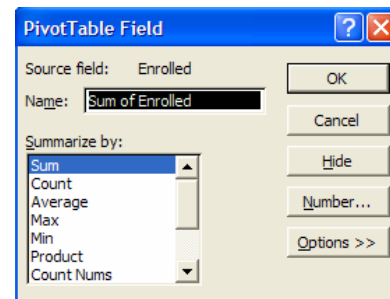 PivotTable Field
Source field: Enrolled
Name: Sum of Enrolled
Summarize by:
Sum
Count
Average
Max
Min
Product
Count Nums
OK
Cancel
Hide
Number...
Options >>